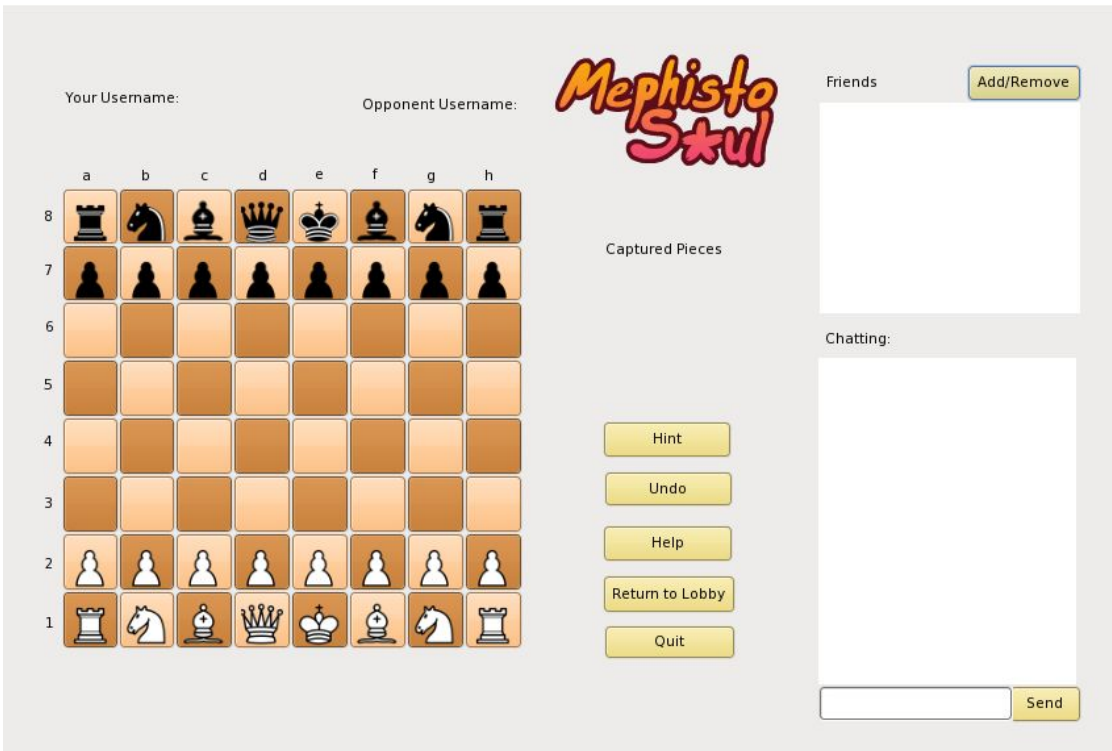 Your Username:
Opponent Username:
Mephisto
S*ul
Friends
Add/Remove
a b c d e f g h
8
7
6
5
4
3
2
1
Captured Pieces
Chatting:
Hint
Undo
Help
Return to Lobby
Quit
Send